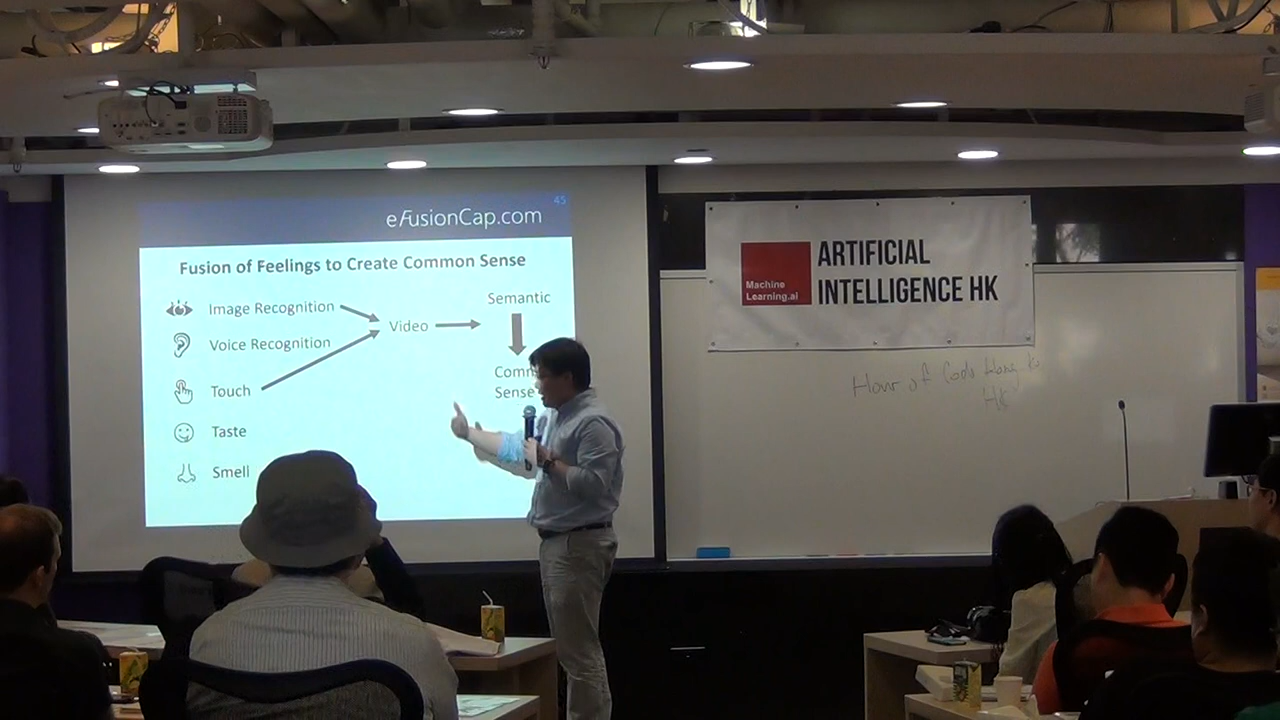 45
eFusionCap.com
Fusion of Feelings to Create Common Sense
Image Recognition
Voice Recognition
Touch
Taste
Smell
Video
Semantic
Sense
Machine
Learning.ai
ARTIFICIAL
INTELLIGENCE HK
Hour of Code Hong
HK